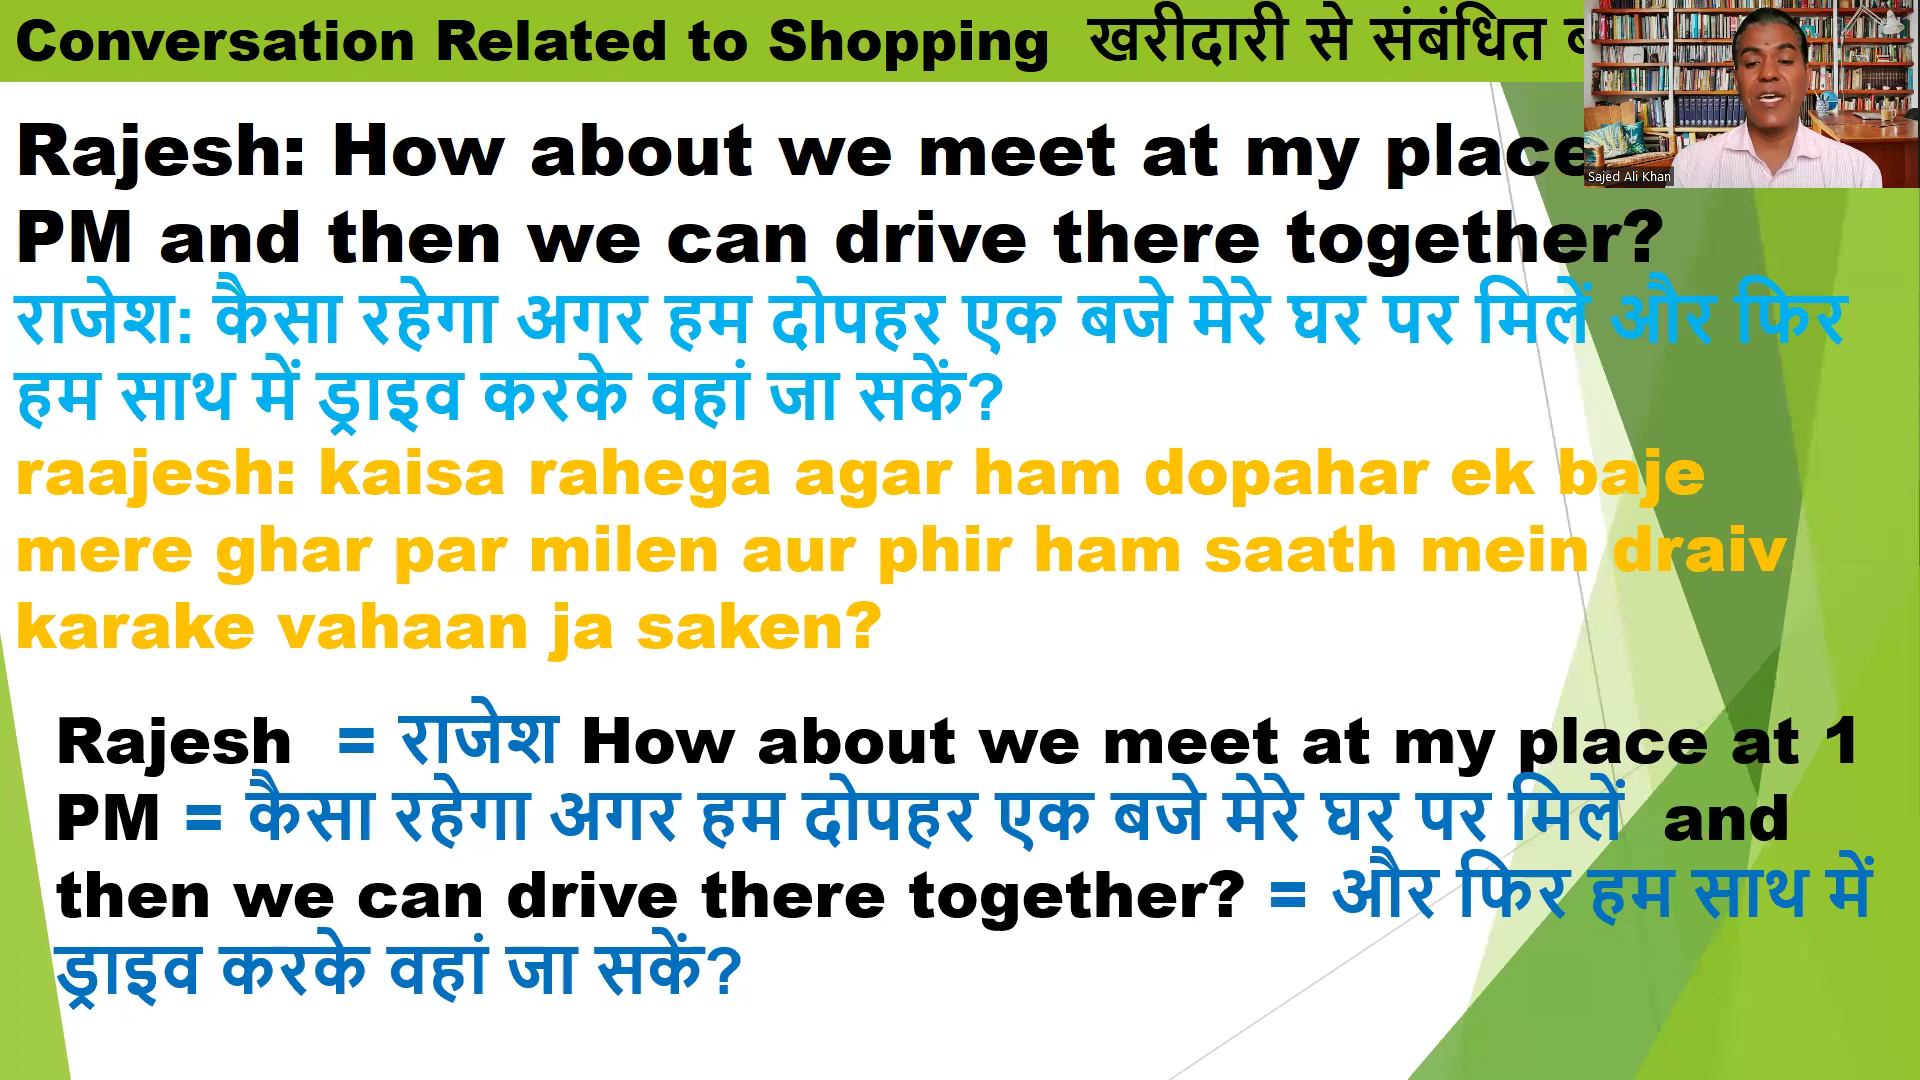 Conversation Related to Shopping खरीदारी से संबंधित
Sajed Ali Khan
Rajesh: How about we meet at my place
PM and then we can drive there together?
राजेश: कैसा रहेगा अगर हम दोपहर एक बजे मेरे घर पर मिलें और फिर
हम साथ में ड्राइव करके वहां जा सकें?
raajesh: kaisa rahega agar ham dopahar ek baje
mere ghar par milen aur phir ham saath mein draiv
karake vahaan ja saken?
Rajesh = राजेश How about we meet at my place at 1
PM = कैसा रहेगा अगर हम दोपहर एक बजे मेरे घर पर मिलें and
then we can drive there together? = और फिर हम साथ में
ड्राइव करके वहां जा सकें?